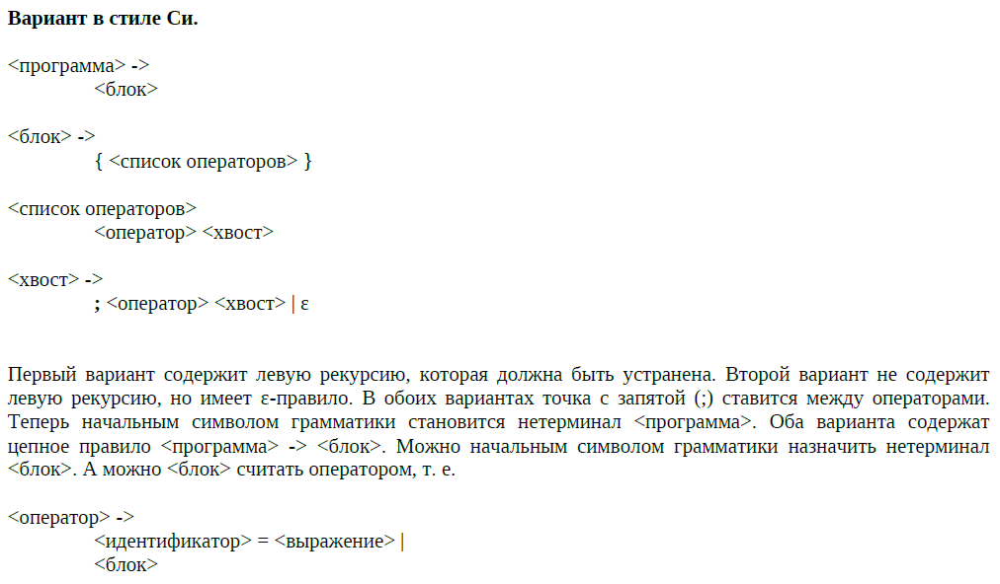 Вариант в стиле Си.
<программа> ->
<блок>
<блок> ->
{ <список операторов> }
<список операторов>
<оператор> <хвост>
<хвост> ->
; <оператор> <хвост> | ε
Первый вариант содержит левую рекурсию, которая должна быть устранена. Второй вариант не содержит
левую рекурсию, но имеет ε-правило. В обоих вариантах точка с запятой (;) ставится между операторами.
Теперь начальным символом грамматики становится нетерминал <программа>. Оба варианта содержат
цепное правило <программа> -> <блок>. Можно начальным символом грамматики назначить нетерминал
<блок>. А можно <блок> считать оператором, т. е.
<оператор> ->
<идентификатор> = <выражение> |
<блок>